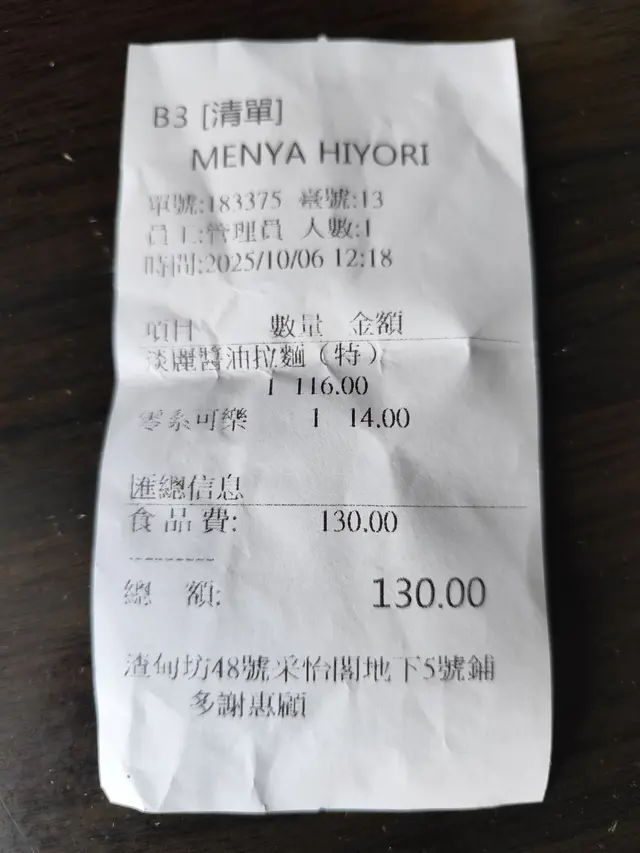 B3 [清單]
MENYA HIYORI
單號:183375 臺號:13
員工:管理員 人數:1
時間:2025/10/06 12:18
項目 數量 金額
淡麗醬油拉麵（特）
1 116.00
零系可樂 1 14.00
匯總信息
食品費: 130.00
---------
總 額: 130.00
渣甸坊48號采怡閣地下5號鋪
多謝惠顧